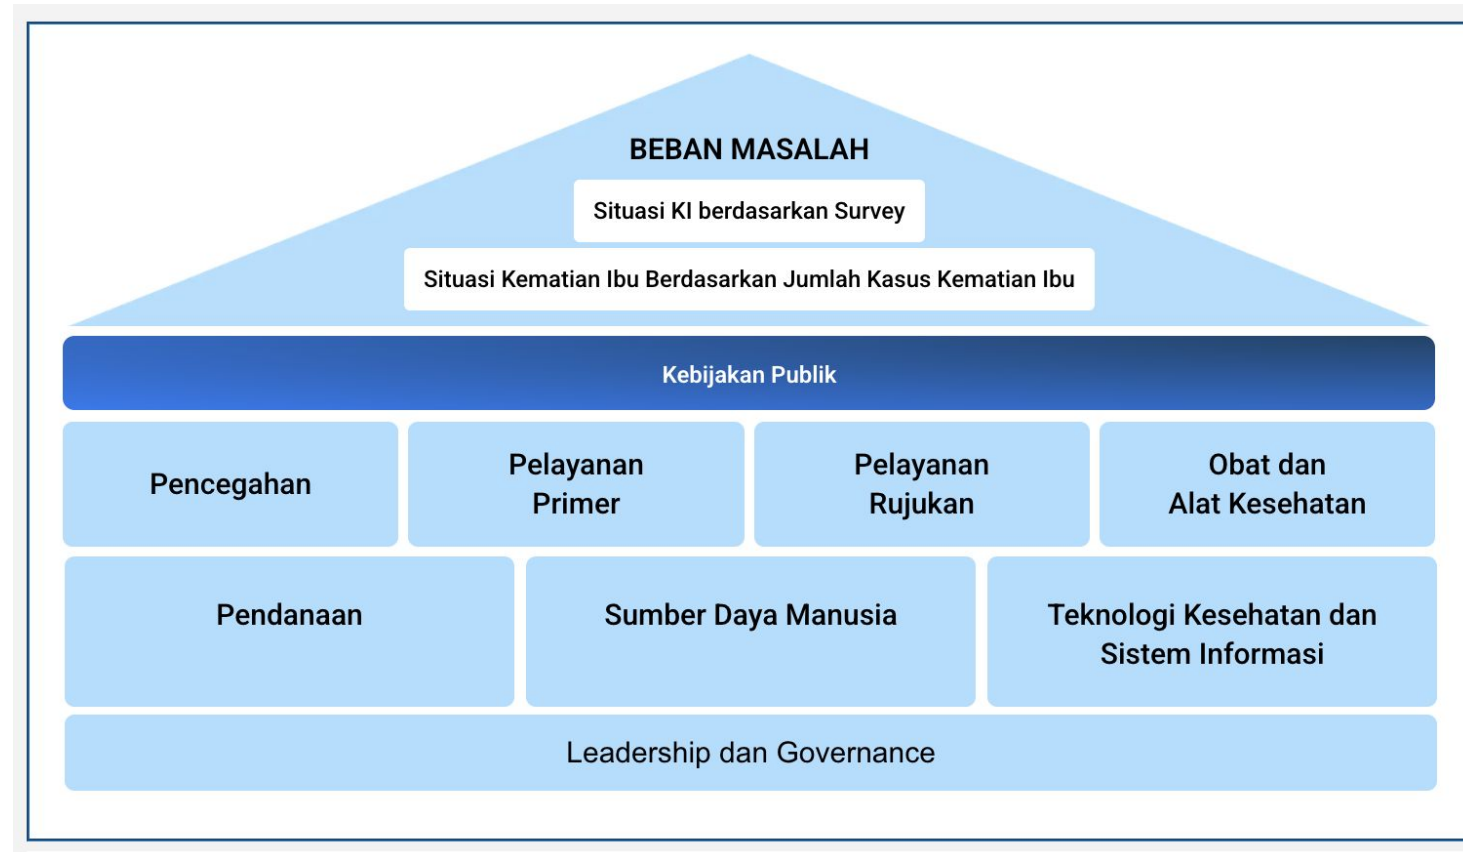 BEBAN MASALAH
Situasi KI berdasarkan Survey
Situasi Kematian Ibu Berdasarkan Jumlah Kasus Kematian Ibu
Kebijakan Publik
Pencegahan
Pelayanan
Primer
Pelayanan
Rujukan
Obat dan
Alat Kesehatan
Pendanaan
Sumber Daya Manusia
Teknologi Kesehatan dan
Sistem Informasi
Leadership dan Governance